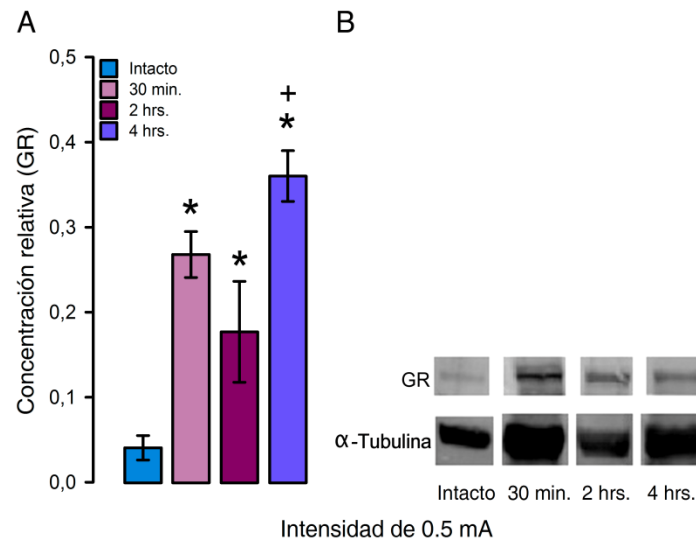 A
B
0,5
0,4
0,3
0,2
0,1
0,0
Concentración relativa (GR)
Intacto
30 min.
2 hrs.
4 hrs.
*
*
+
*
GR
α-Tubulina
Intacto 30 min. 2 hrs. 4 hrs.
Intensidad de 0.5 mA